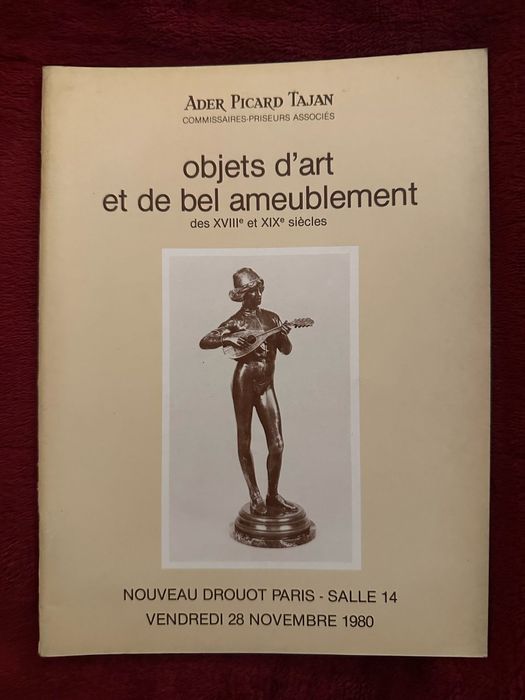 ADER PICARD TAJAN
COMMISSAIRES-PRISEURS ASSOCIÉS
objets d'art
et de bel ameublement
des XVIIIe et XIXe siècles
NOUVEAU DROUOT PARIS - SALLE 14
VENDREDI 28 NOVEMBRE 1980